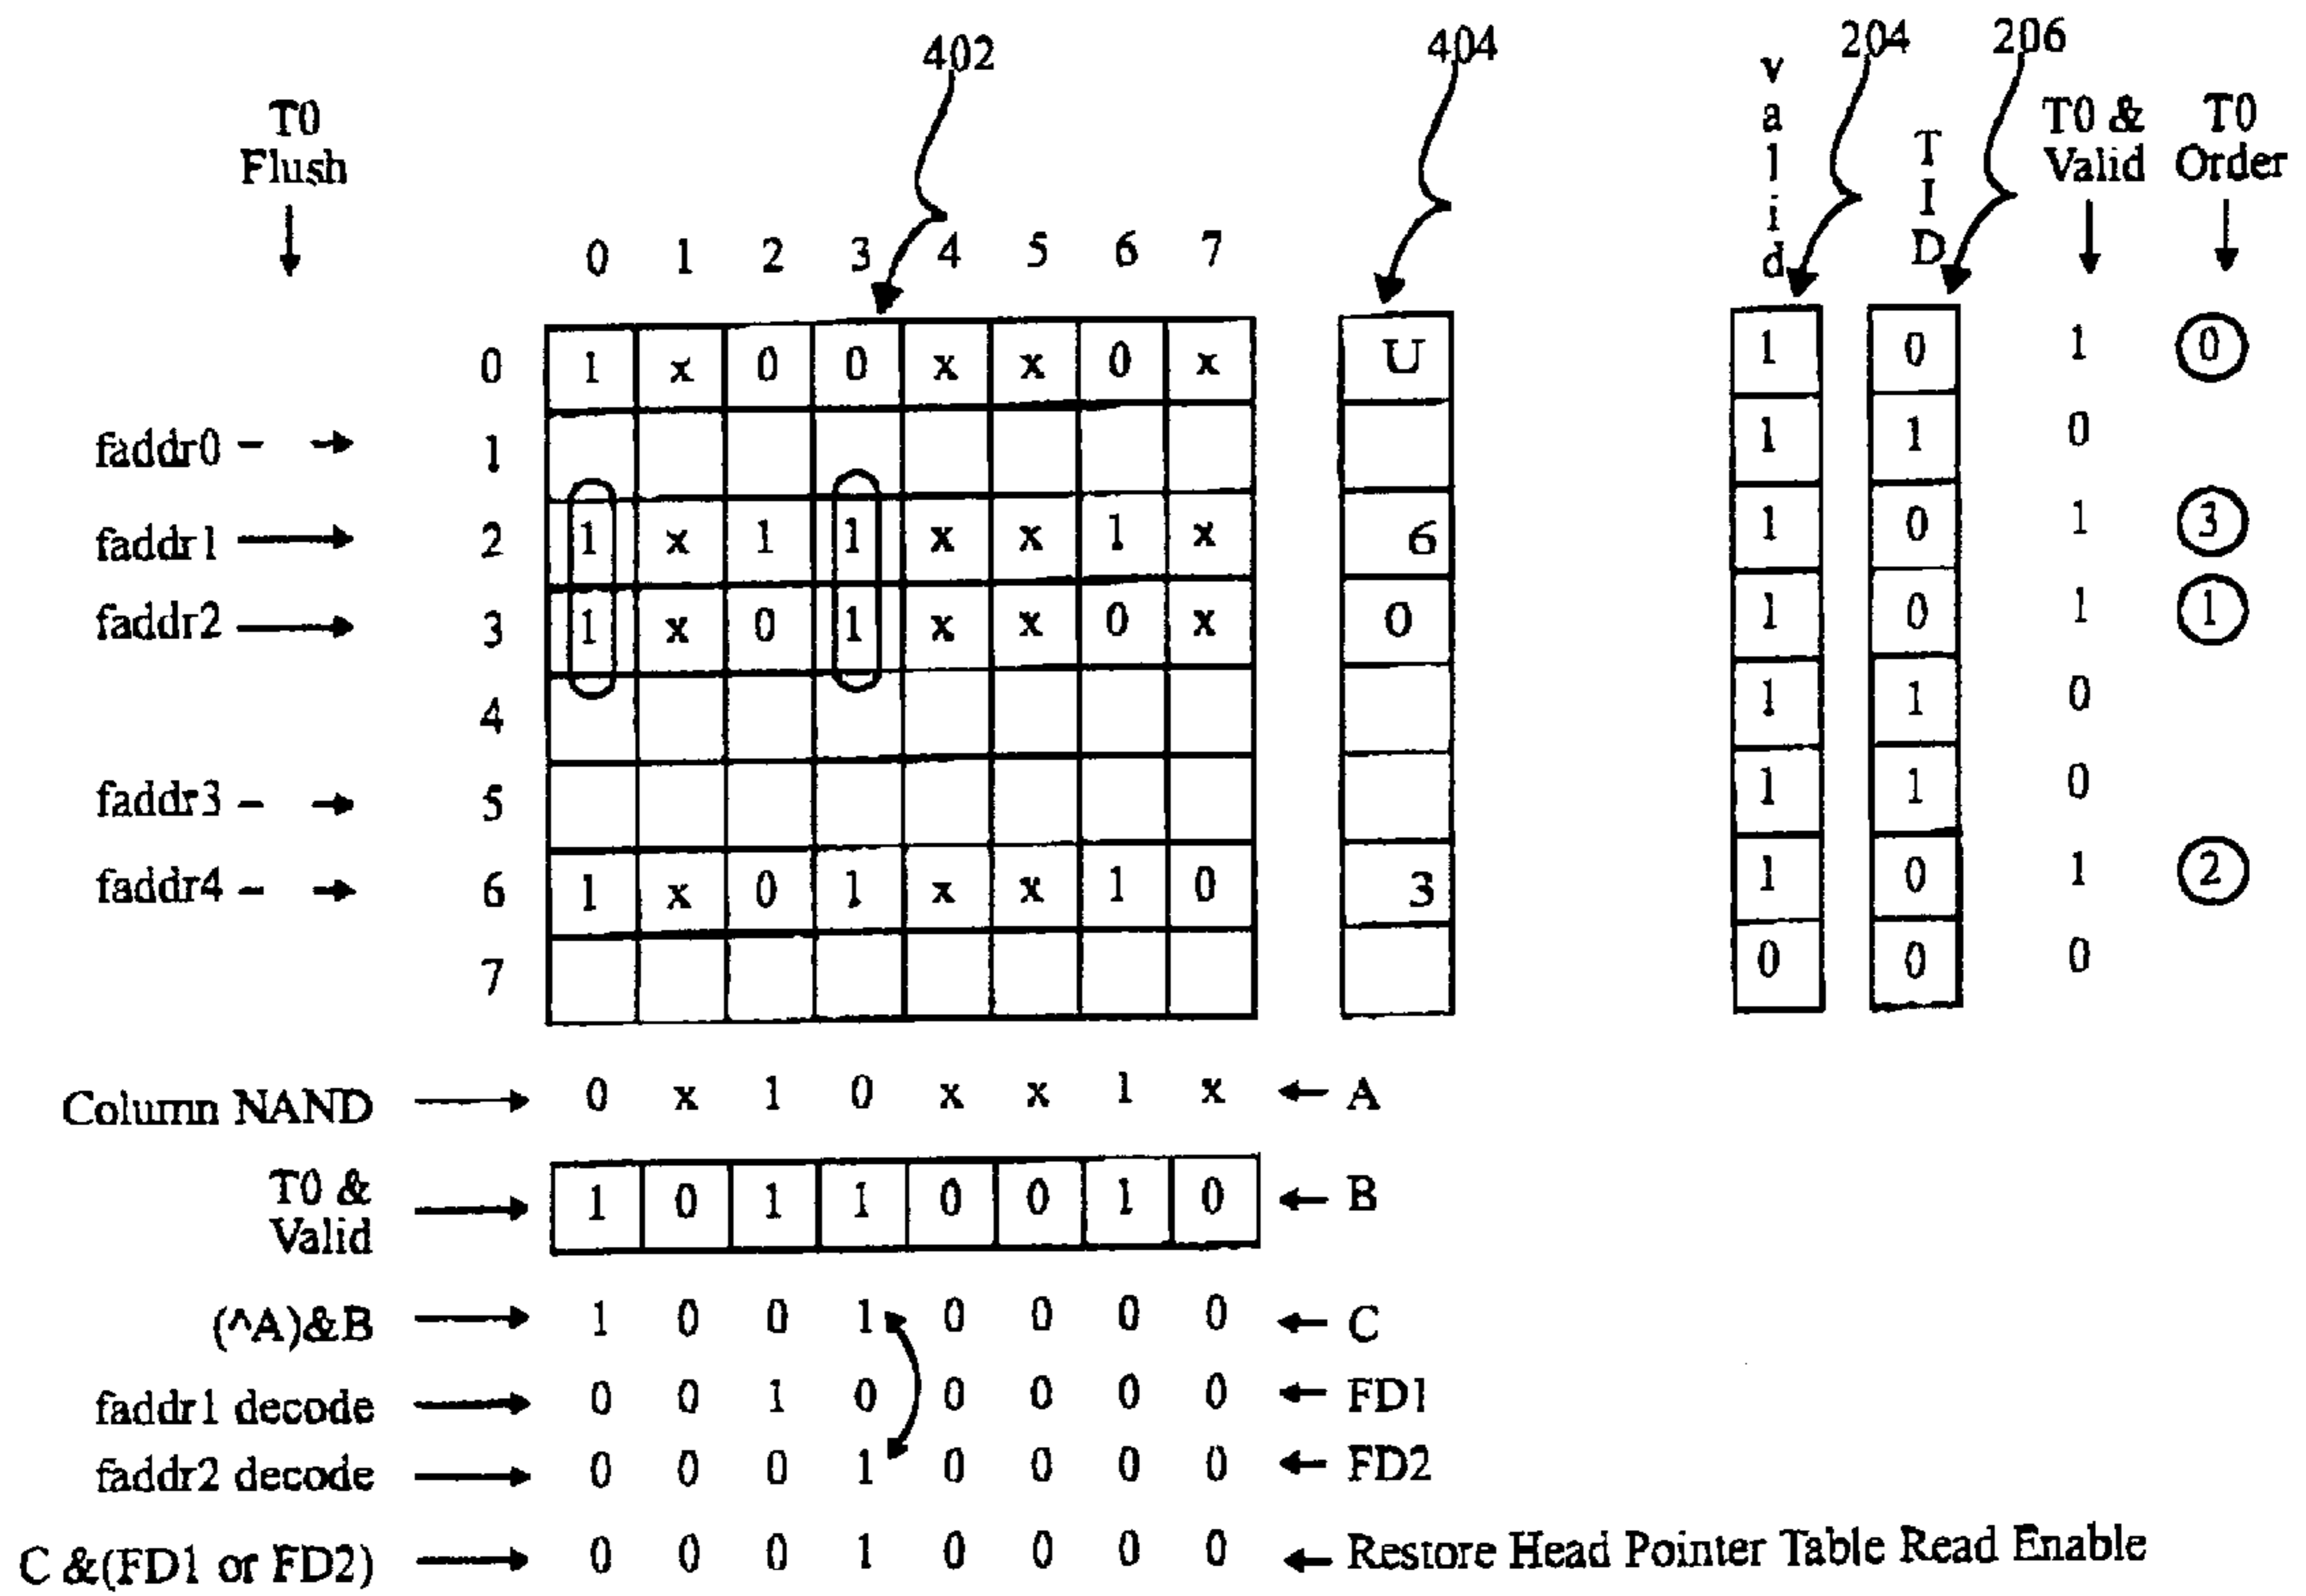 402 404 204 206
valid
TID
T0 Flush
T0 & Valid
T0 Order
0 1 2 3 4 5 6 7
0 1 x 0 0 x x 0 x U 1 0 1 0
faddr0 1 1 1 0
faddr1 2 1 x 1 1 x x 1 x 6 1 0 1 3
faddr2 3 1 x 0 1 x x 0 x 0 1 0 1 1
4 1 1 0
faddr3 5 1 1 0
faddr4 6 1 x 0 1 x x 1 0 3 1 0 1 2
7 0 0 0
Column NAND 0 x 1 0 x x 1 x A
T0 & Valid 1 0 1 1 0 0 1 0 B
(^A)&B 1 0 0 1 0 0 0 0 C
faddr1 decode 0 0 1 0 0 0 0 0 FD1
faddr2 decode 0 0 0 1 0 0 0 0 FD2
C &(FD1 or FD2) 0 0 0 1 0 0 0 0 Restore Head Pointer Table Read Enable